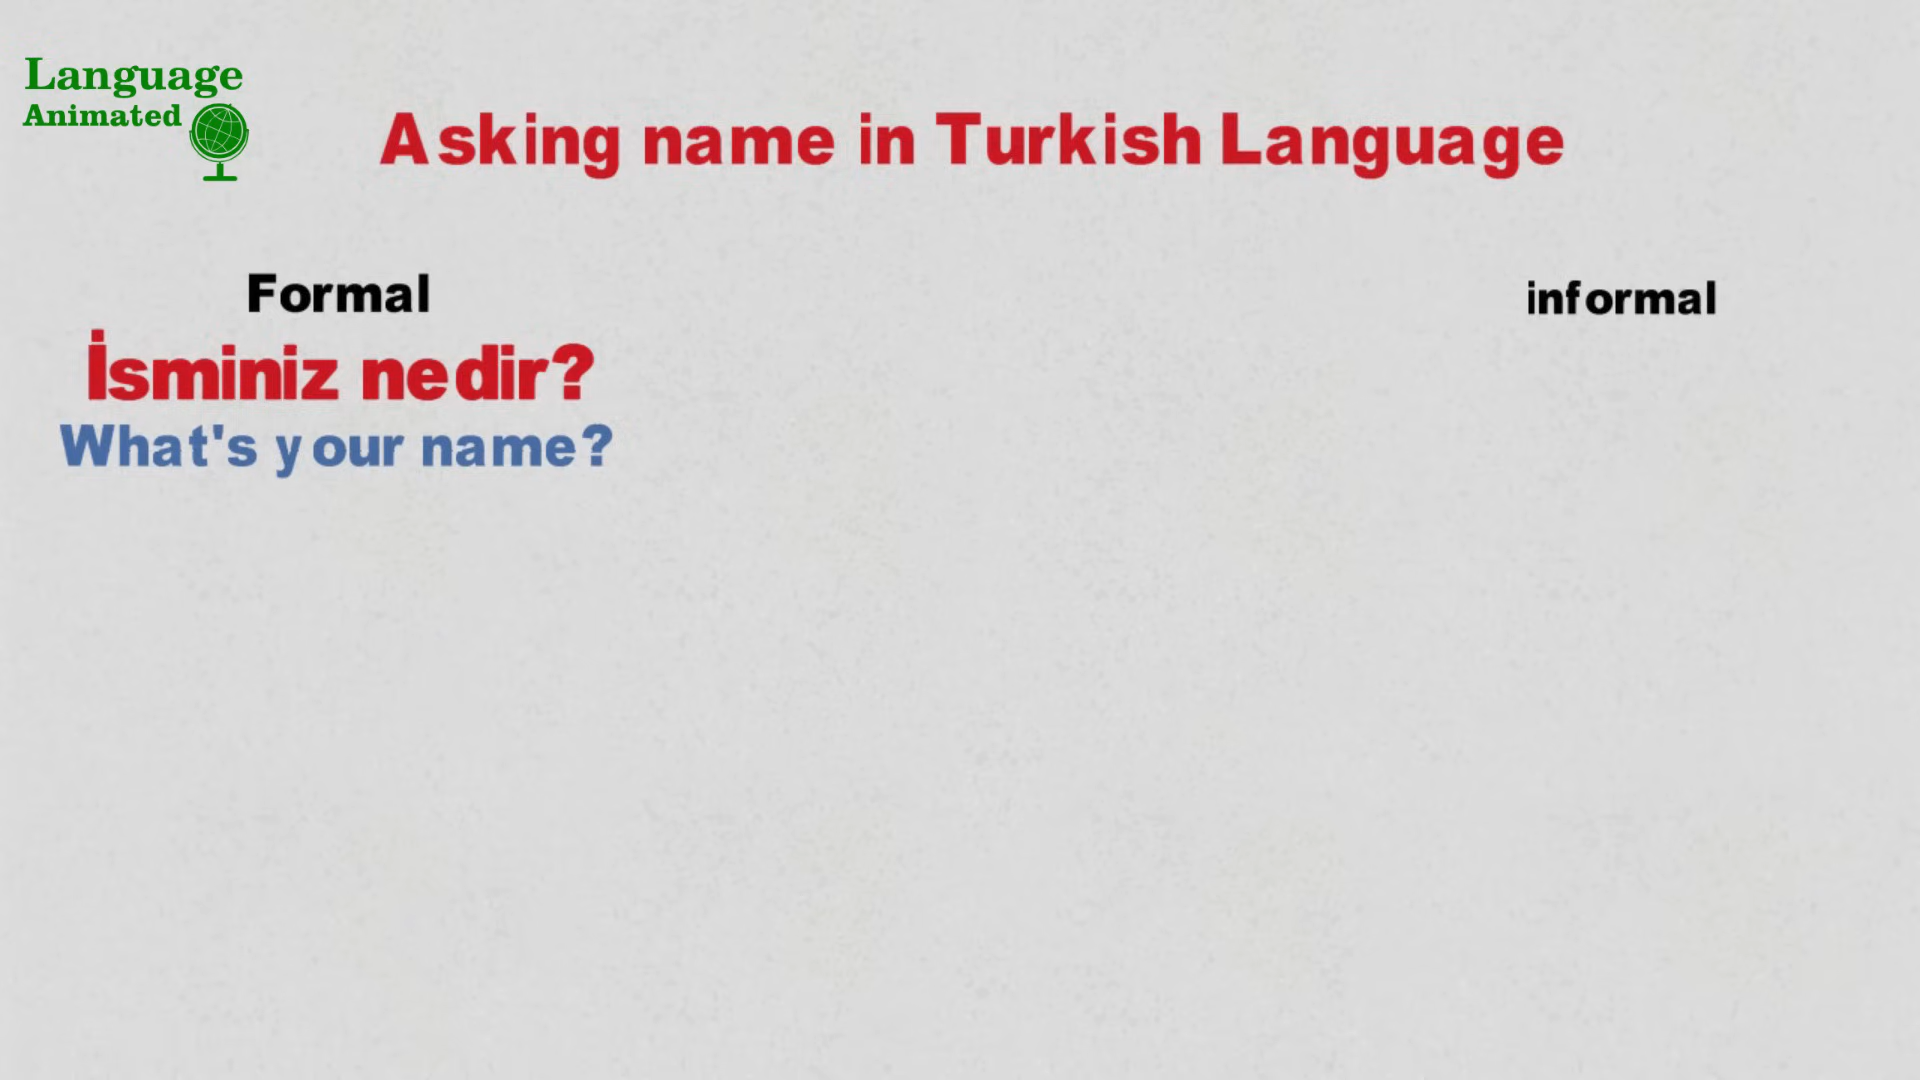 Language
Animated
Asking name in Turkish Language
Formal
informal
İsminiz nedir?
What's your name?